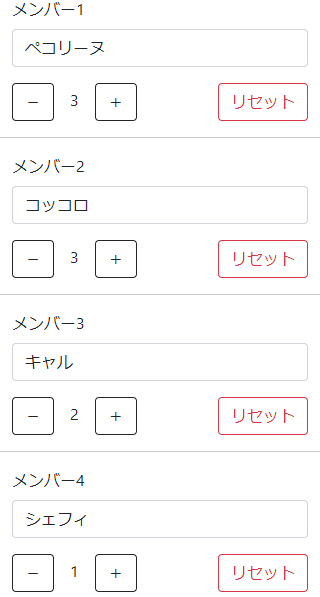 メンバー1
ペコリーヌ
− 3 + リセット
メンバー2
コッコロ
− 3 + リセット
メンバー3
キャル
− 2 + リセット
メンバー4
シェフィ
− 1 + リセット